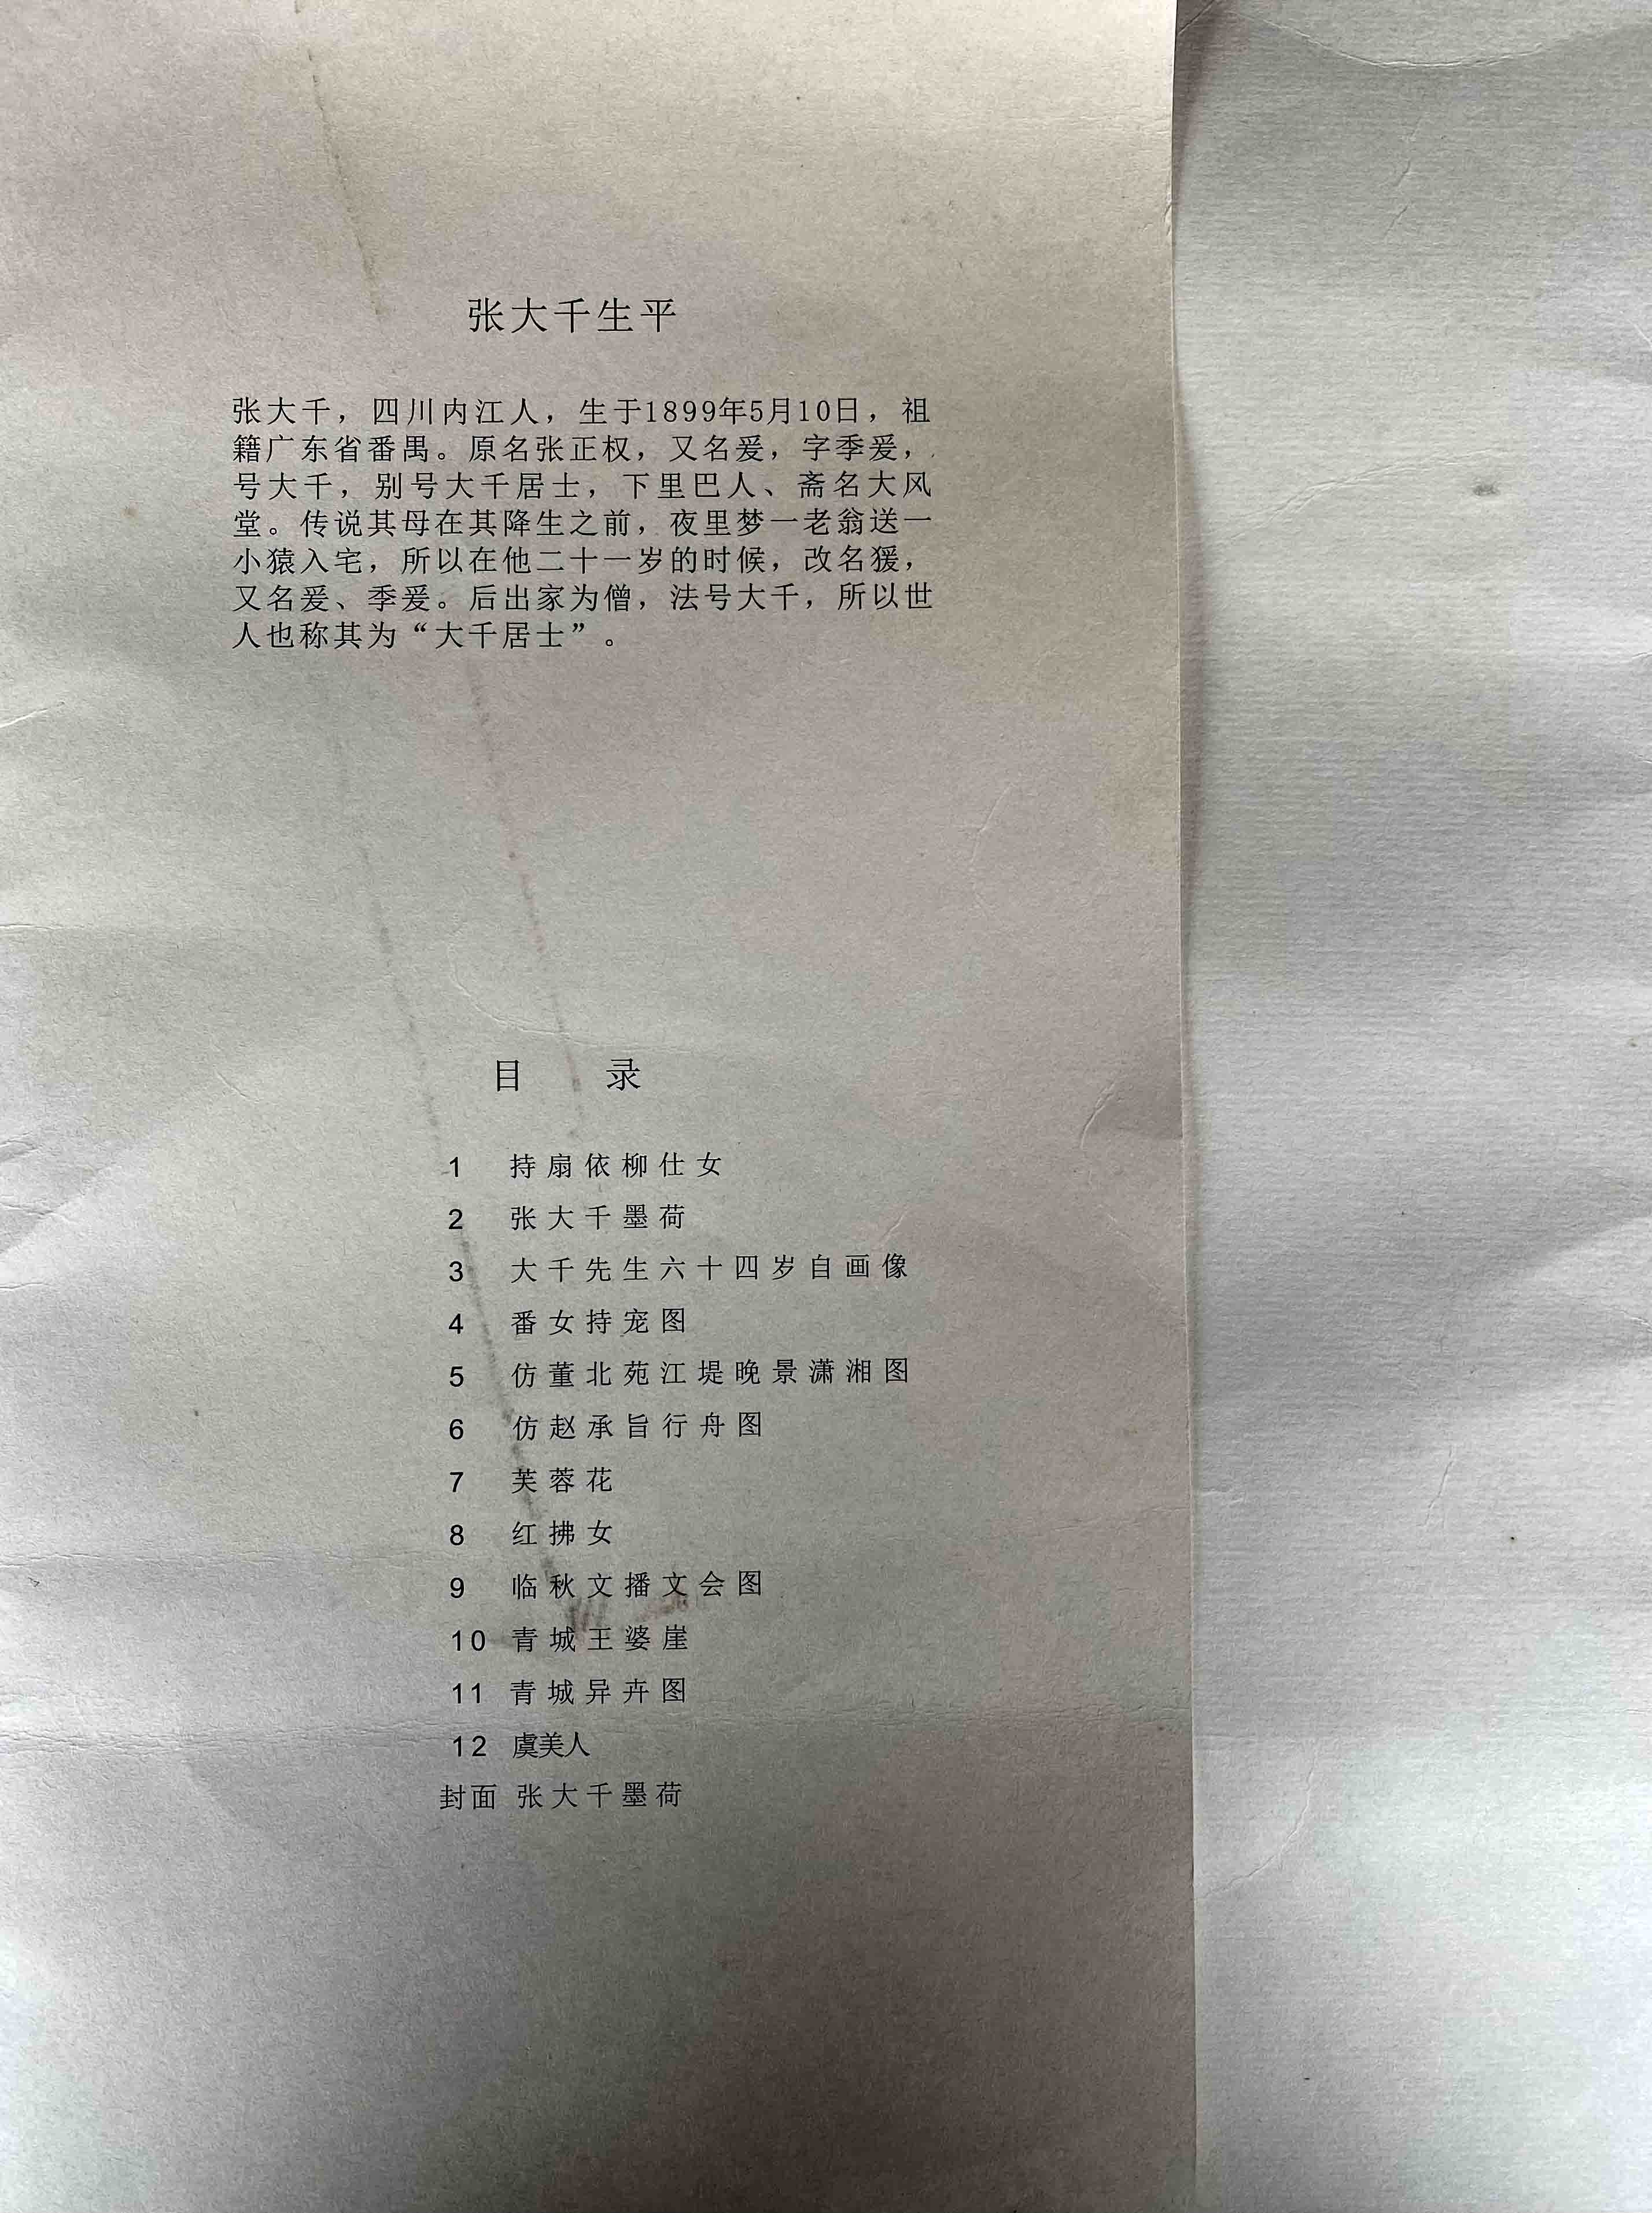 张大千生平
张大千，四川内江人，生于1899年5月10日，祖
籍广东省番禺。原名张正权，又名爰，字季爰，
号大千，别号大千居士，下里巴人、斋名大风
堂。传说其母在其降生之前，夜里梦一老翁送一
小猿入宅，所以在他二十一岁的时候，改名猨，
又名爰、季爰。后出家为僧，法号大千，所以世
人也称其为“大千居士”。
目 录
1 持扇依柳仕女
2 张大千墨荷
3 大千先生六十四岁自画像
4 番女持宠图
5 仿董北苑江堤晚景潇湘图
6 仿赵承旨行舟图
7 芙蓉花
8 红拂女
9 临秋文播文会图
10 青城王婆崖
11 青城异卉图
12 虞美人
封面 张大千墨荷